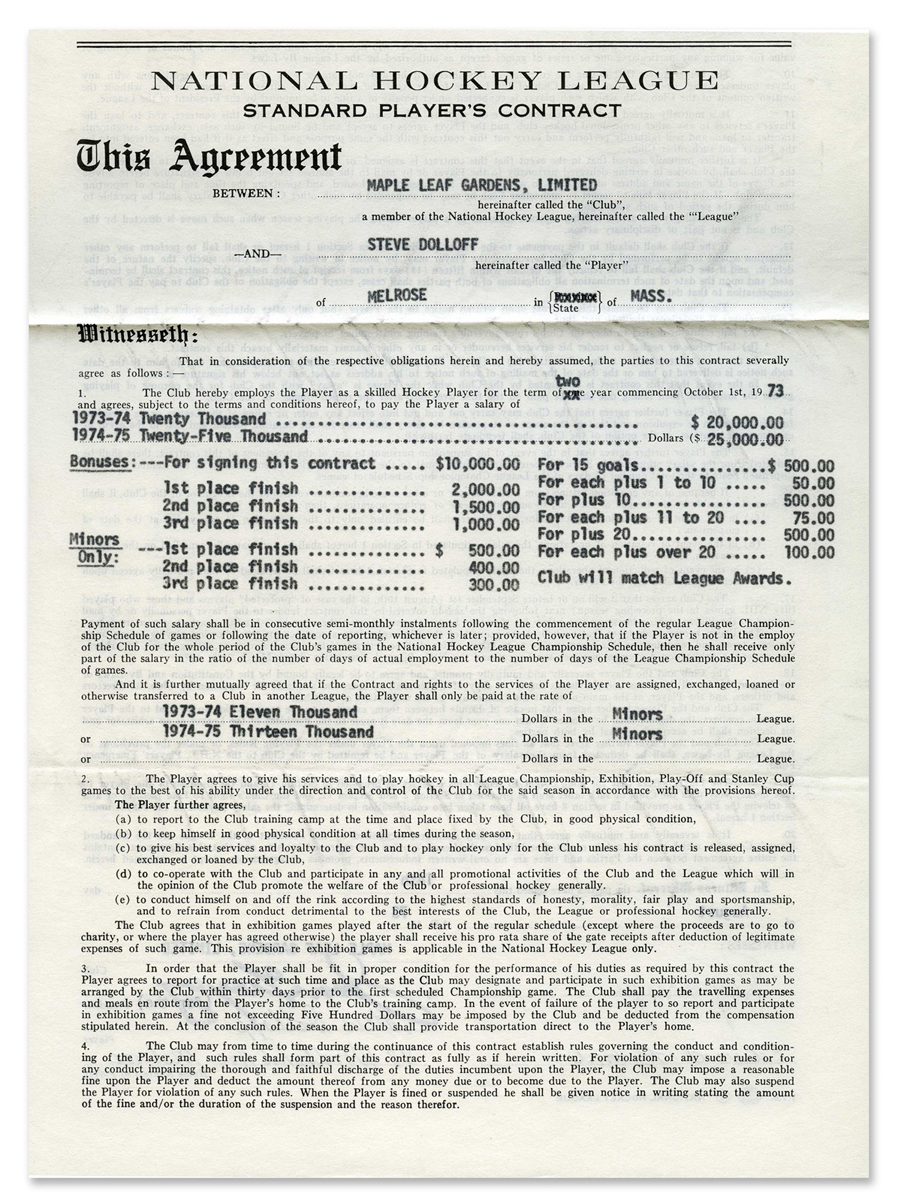 NATIONAL HOCKEY LEAGUE
STANDARD PLAYER'S CONTRACT
This Agreement
BETWEEN: MAPLE LEAF GARDENS, LIMITED
hereinafter called the "Club",
a member of the National Hockey League, hereinafter called the "'League"
—AND— STEVE DOLLOFF
hereinafter called the "Player"
of MELROSE in State of MASS.
Witnesseth:
That in consideration of the respective obligations herein and hereby assumed, the parties to this contract severally
agree as follows:—
two
1. The Club hereby employs the Player as a skilled Hockey Player for the term of xxe year commencing October 1st, 19 73
and agrees, subject to the terms and conditions hereof, to pay the Player a salary of
1973-74 Twenty Thousand ........................................ $ 20,000.00
1974-75 Twenty-Five Thousand.................................... Dollars ($ 25,000.00
Bonuses:---For signing this contract ..... $10,000.00 For 15 goals...............$ 500.00
1st place finish ............. 2,000.00 For each plus 1 to 10 ..... 50.00
2nd place finish ............. 1,500.00 For plus 10................ 500.00
3rd place finish ............. 1,000.00 For each plus 11 to 20 .... 75.00
Minors For plus 20................ 500.00
Only: ---1st place finish ............. $ 500.00 For each plus over 20 ..... 100.00
2nd place finish ............. 400.00
3rd place finish ............. 300.00 Club will match League Awards.
Payment of such salary shall be in consecutive semi-monthly instalments following the commencement of the regular League Champion-
ship Schedule of games or following the date of reporting, whichever is later; provided, however, that if the Player is not in the employ
of the Club for the whole period of the Club's games in the National Hockey League Championship Schedule, then he shall receive only
part of the salary in the ratio of the number of days of actual employment to the number of days of the League Championship Schedule
of games.
And it is further mutually agreed that if the Contract and rights to the services of the Player are assigned, exchanged, loaned or
otherwise transferred to a Club in another League, the Player shall only be paid at the rate of
1973-74 Eleven Thousand Dollars in the Minors League.
or 1974-75 Thirteen Thousand Dollars in the Minors League.
or Dollars in the League.
2. The Player agrees to give his services and to play hockey in all League Championship, Exhibition, Play-Off and Stanley Cup
games to the best of his ability under the direction and control of the Club for the said season in accordance with the provisions hereof.
The Player further agrees,
(a) to report to the Club training camp at the time and place fixed by the Club, in good physical condition,
(b) to keep himself in good physical condition at all times during the season,
(c) to give his best services and loyalty to the Club and to play hockey only for the Club unless his contract is released, assigned,
exchanged or loaned by the Club,
(d) to co-operate with the Club and participate in any and all promotional activities of the Club and the League which will in
the opinion of the Club promote the welfare of the Club or professional hockey generally.
(e) to conduct himself on and off the rink according to the highest standards of honesty, morality, fair play and sportsmanship,
and to refrain from conduct detrimental to the best interests of the Club, the League or professional hockey generally.
The Club agrees that in exhibition games played after the start of the regular schedule (except where the proceeds are to go to
charity, or where the player has agreed otherwise) the player shall receive his pro rata share of the gate receipts after deduction of legitimate
expenses of such game. This provision re exhibition games is applicable in the National Hockey League only.
3. In order that the Player shall be fit in proper condition for the performance of his duties as required by this contract the
Player agrees to report for practice at such time and place as the Club may designate and participate in such exhibition games as may be
arranged by the Club within thirty days prior to the first scheduled Championship game. The Club shall pay the travelling expenses
and meals en route from the Player's home to the Club's training camp. In the event of failure of the player to so report and participate
in exhibition games a fine not exceeding Five Hundred Dollars may be imposed by the Club and be deducted from the compensation
stipulated herein. At the conclusion of the season the Club shall provide transportation direct to the Player's home.
4. The Club may from time to time during the continuance of this contract establish rules governing the conduct and condition-
ing of the Player, and such rules shall form part of this contract as fully as if herein written. For violation of any such rules or for
any conduct impairing the thorough and faithful discharge of the duties incumbent upon the Player, the Club may impose a reasonable
fine upon the Player and deduct the amount thereof from any money due or to become due to the Player. The Club may also suspend
the Player for violation of any such rules. When the Player is fined or suspended he shall be given notice in writing stating the amount
of the fine and/or the duration of the suspension and the reason therefor.